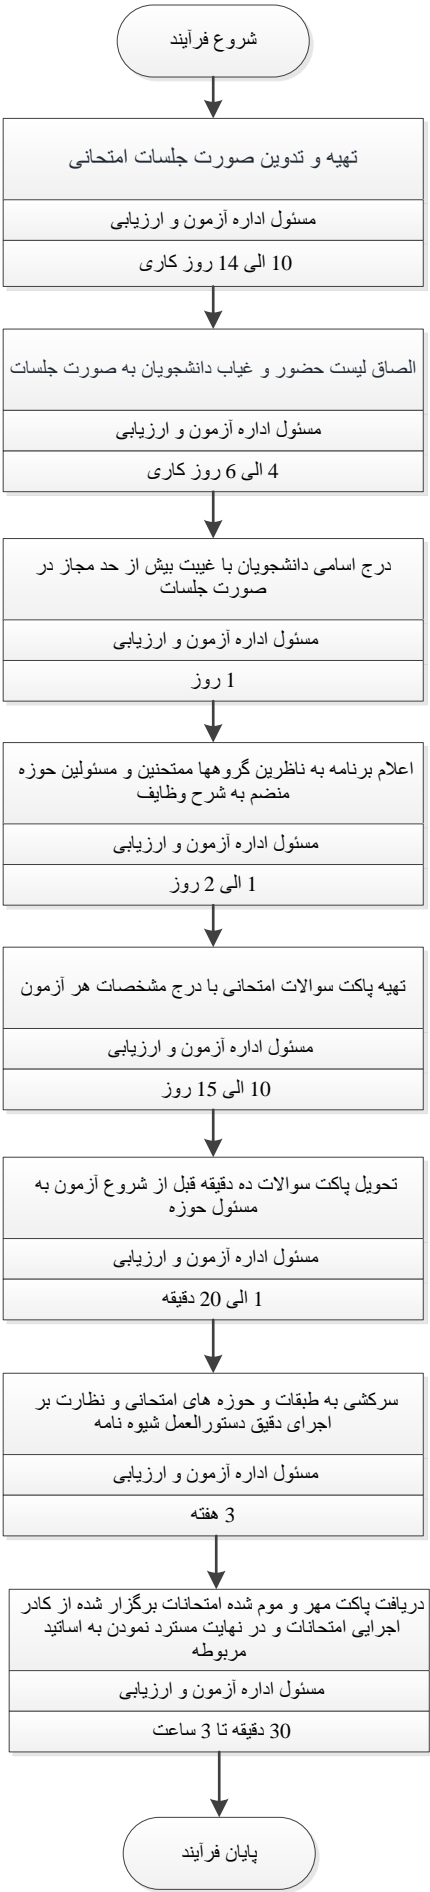 شروع فرآیند
تهیه و تدوین صورت جلسات امتحانی
مسئول اداره آزمون و ارزیابی
10 الی 14 روز کاری
الصاق لیست حضور و غیاب دانشجویان به صورت جلسات
مسئول اداره آزمون و ارزیابی
4 الی 6 روز کاری
درج اسامی دانشجویان با غیبت بیش از حد مجاز در
صورت جلسات
مسئول اداره آزمون و ارزیابی
1 روز
اعلام برنامه به ناظرین گروهها ممتحنین و مسئولین حوزه
منضم به شرح وظایف
مسئول اداره آزمون و ارزیابی
1 الی 2 روز
تهیه پاکت سوالات امتحانی با درج مشخصات هر آزمون
مسئول اداره آزمون و ارزیابی
10 الی 15 روز
تحویل پاکت سوالات ده دقیقه قبل از شروع آزمون به
مسئول حوزه
مسئول اداره آزمون و ارزیابی
1 الی 20 دقیقه
سرکشی به طبقات و حوزه های امتحانی و نظارت بر
اجرای دقیق دستورالعمل شیوه نامه
مسئول اداره آزمون و ارزیابی
3 هفته
دریافت پاکت مهر و موم شده امتحانات برگزار شده از کادر
اجرایی امتحانات و در نهایت مسترد نمودن به اساتید
مربوطه
مسئول اداره آزمون و ارزیابی
30 دقیقه تا 3 ساعت
پایان فرآیند